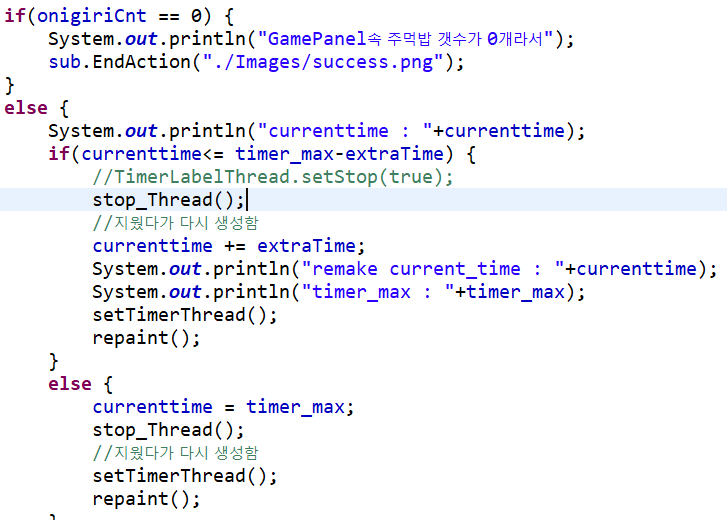 if(onigiriCnt == 0) {
System.out.println("GamePanel속 주먹밥 갯수가 0개라서");
sub.EndAction("./Images/success.png");
}
else {
System.out.println("currenttime : "+currenttime);
if(currenttime<= timer_max-extraTime) {
//TimerLabelThread.setStop(true);
stop_Thread();
//지웠다가 다시 생성함
currenttime += extraTime;
System.out.println("remake current_time : "+currenttime);
System.out.println("timer_max : "+timer_max);
setTimerThread();
repaint();
}
else {
currenttime = timer_max;
stop_Thread();
//지웠다가 다시 생성함
setTimerThread();
repaint();
}